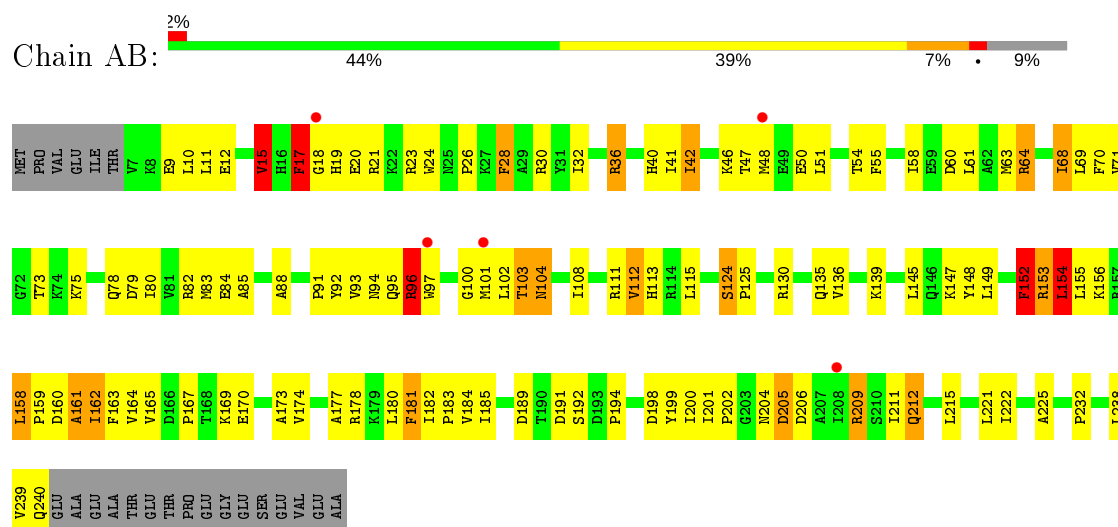 2%
Chain AB:
44% 39% 7% • 9%
MET PRO VAL GLU ILE THR V7 K8 E9 L10 L11 E12 V15 H16 F17 G18 H19 E20 R21 K22 R23 W24 N25 P26 K27 F28 A29 R30 Y31 I32 R36 H40 I41 I42 K46 T47 M48 E49 E50 L51 T54 F55 I58 E59 D60 L61 A62 M63 R64 I68 L69 F70 V71
G72 T73 K74 K75 Q78 D79 I80 V81 R82 M83 E84 A85 A88 P91 Y92 V93 N94 Q95 R96 W97 G100 M101 L102 T103 N104 I108 R111 V112 H113 R114 L115 S124 P125 R130 Q135 V136 K139 L145 Q146 K147 Y148 L149 F152 R153 L154 L155 K156 R157
L158 P159 D160 A161 I162 F163 V164 V165 D166 P167 T168 K169 E170 A173 V174 A177 R178 K179 L180 F181 I182 P183 V184 I185 D189 T190 D191 S192 D193 P194 D198 Y199 I200 I201 P202 G203 N204 D205 D206 A207 I208 R209 S210 I211 Q212 L215 L221 I222 A225 P232
V239 Q240 GLU ALA GLU ALA THR GLU THR PRO GLU GLY GLU SER GLU VAL GLU ALA